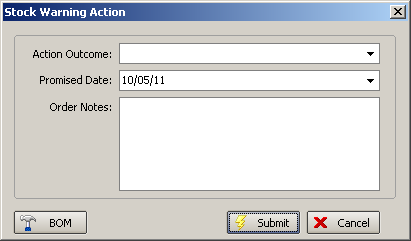 Stock Warning Action
Action Outcome:
Promised Date: 10/05/11
Order Notes:
BOM Submit Cancel